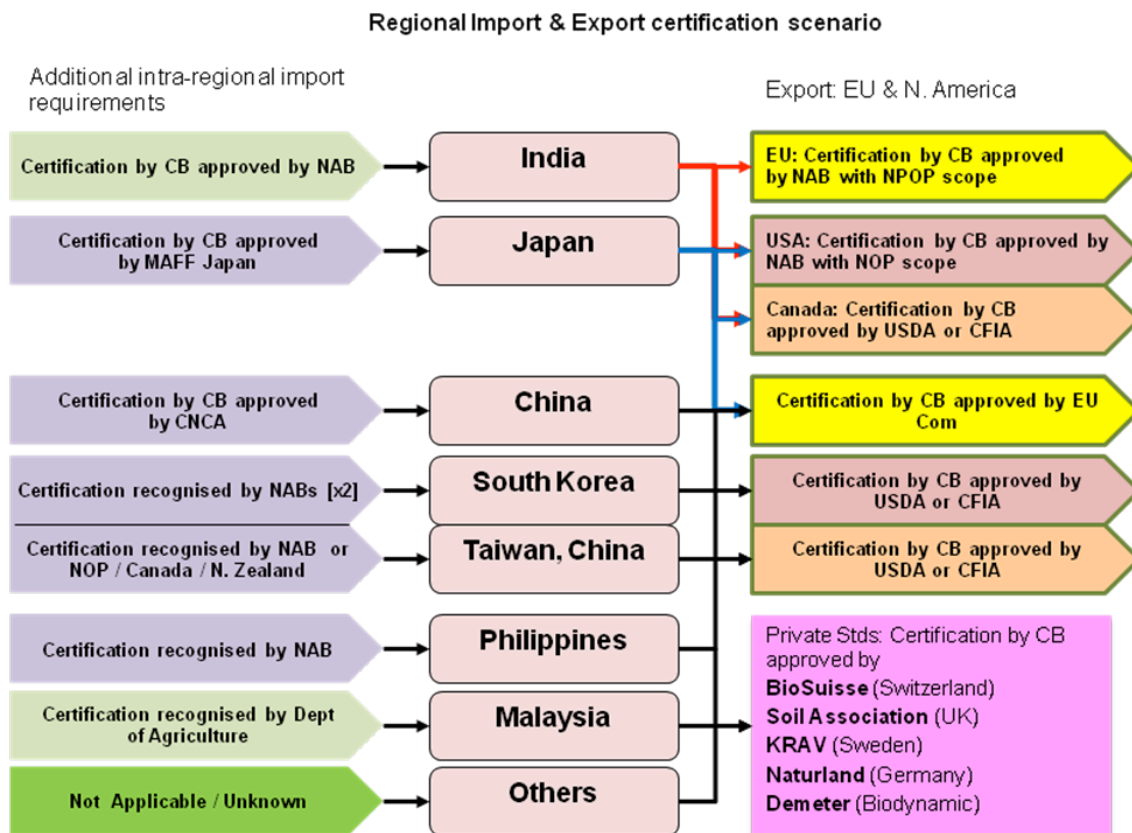 Regional Import & Export certification scenario
Additional intra-regional import
requirements
Export: EU & N. America
Certification by CB approved by NAB
India
EU: Certification by CB approved
by NAB with NPOP scope
Certification by CB approved
by MAFF Japan
Japan
USA: Certification by CB approved by
NAB with NOP scope
Canada: Certification by CB
approved by USDA or CFIA
Certification by CB approved
by CNCA
China
Certification by CB approved by EU
Com
Certification recognised by NABs [x2]
South Korea
Certification by CB approved by
USDA or CFIA
Certification recognised by NAB or
NOP / Canada / N. Zealand
Taiwan, China
Certification by CB approved by
USDA or CFIA
Certification recognised by NAB
Philippines
Private Stds: Certification by CB
approved by
BioSuisse (Switzerland)
Soil Association (UK)
KRAV (Sweden)
Naturland (Germany)
Demeter (Biodynamic)
Certification recognised by Dept
of Agriculture
Malaysia
Not Applicable / Unknown
Others